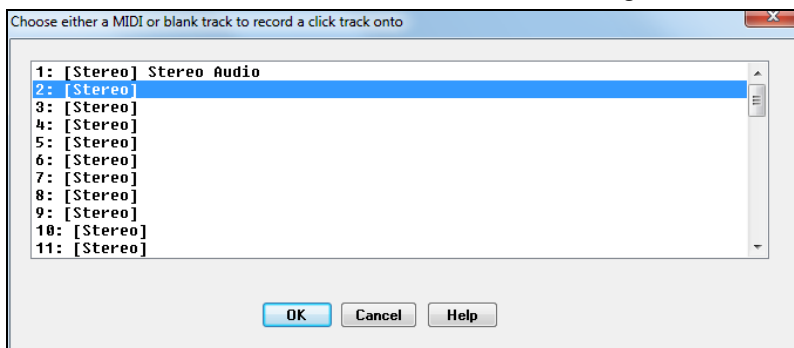 Choose either a MIDI or blank track to record a click track onto
1: [Stereo] Stereo Audio
2: [Stereo]
3: [Stereo]
4: [Stereo]
5: [Stereo]
6: [Stereo]
7: [Stereo]
8: [Stereo]
9: [Stereo]
10: [Stereo]
11: [Stereo]
OK Cancel Help